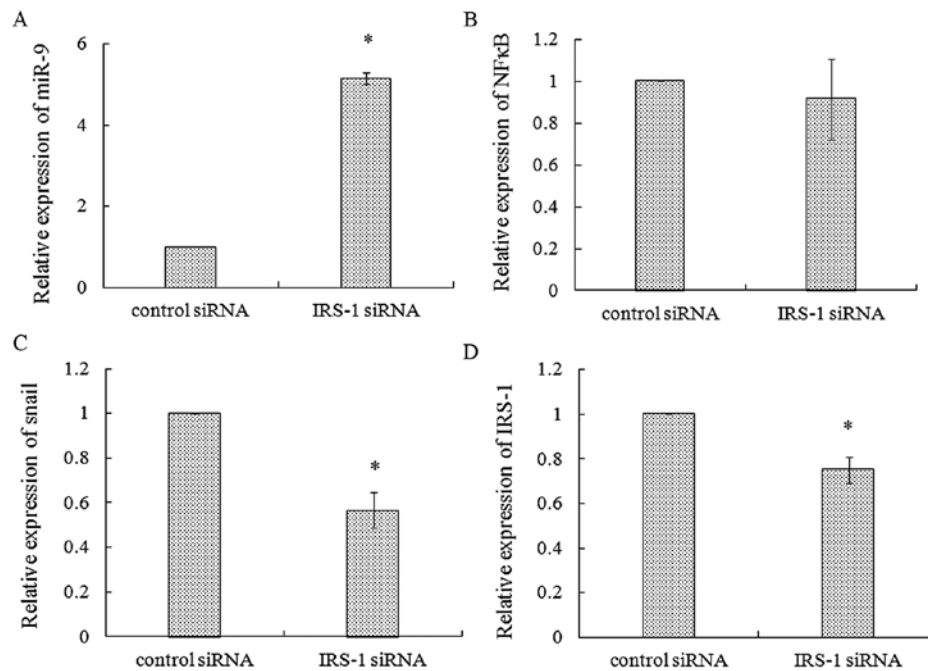 A
Relative expression of miR-9
6
4
2
0
*
control siRNA
IRS-1 siRNA
B
Relative expression of NFκB
1.2
1
0.8
0.6
0.4
0.2
0
control siRNA
IRS-1 siRNA
C
Relative expression of snail
1.2
1
0.8
0.6
0.4
0.2
0
*
control siRNA
IRS-1 siRNA
D
Relative expression of IRS-1
1.2
1
0.8
0.6
0.4
0.2
0
*
control siRNA
IRS-1 siRNA